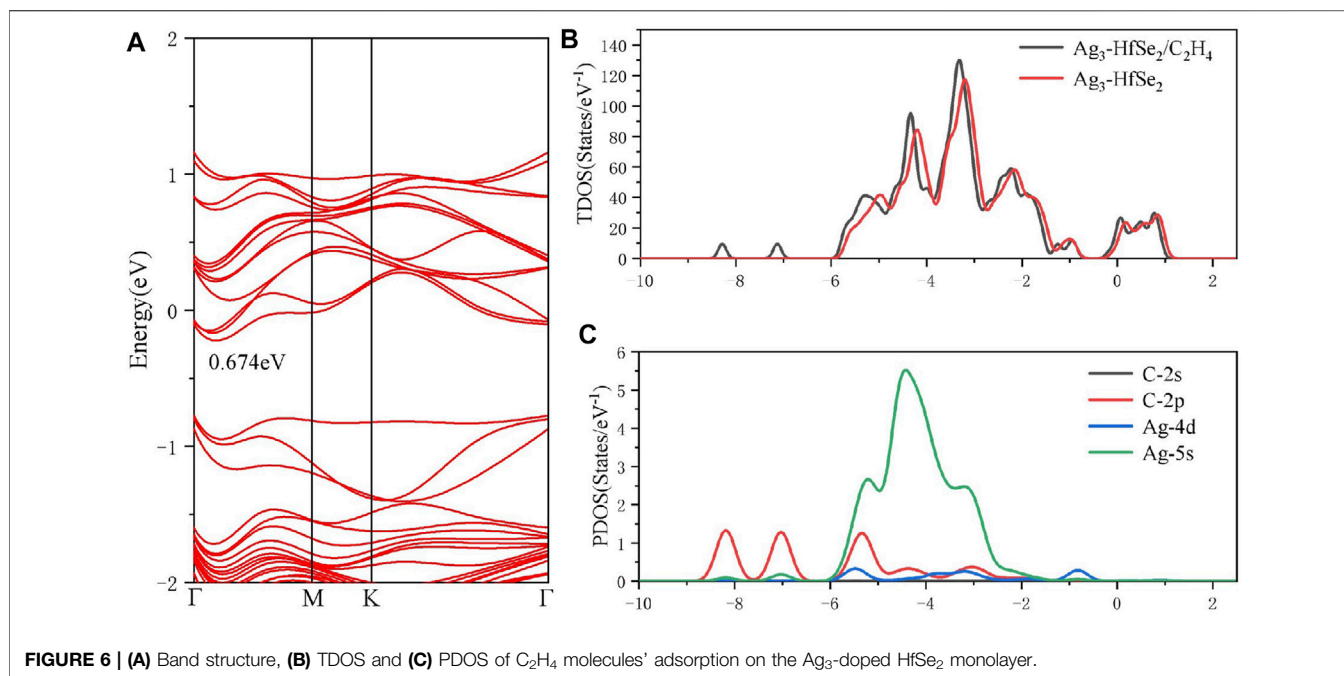 A
2
1
0
−1
−2
Energy(eV)
0.674eV
Γ
M
K
Γ
B
140
120
100
80
60
40
20
0
TDOS(States/eV⁻¹)
Ag₃-HfSe₂/C₂H₄
Ag₃-HfSe₂
−10
−8
−6
−4
−2
0
2
C
6
5
4
3
2
1
0
PDOS(States/eV⁻¹)
C-2s
C-2p
Ag-4d
Ag-5s
−10
−8
−6
−4
−2
0
2
FIGURE 6 | (A) Band structure, (B) TDOS and (C) PDOS of C₂H₄ molecules’ adsorption on the Ag₃-doped HfSe₂ monolayer.